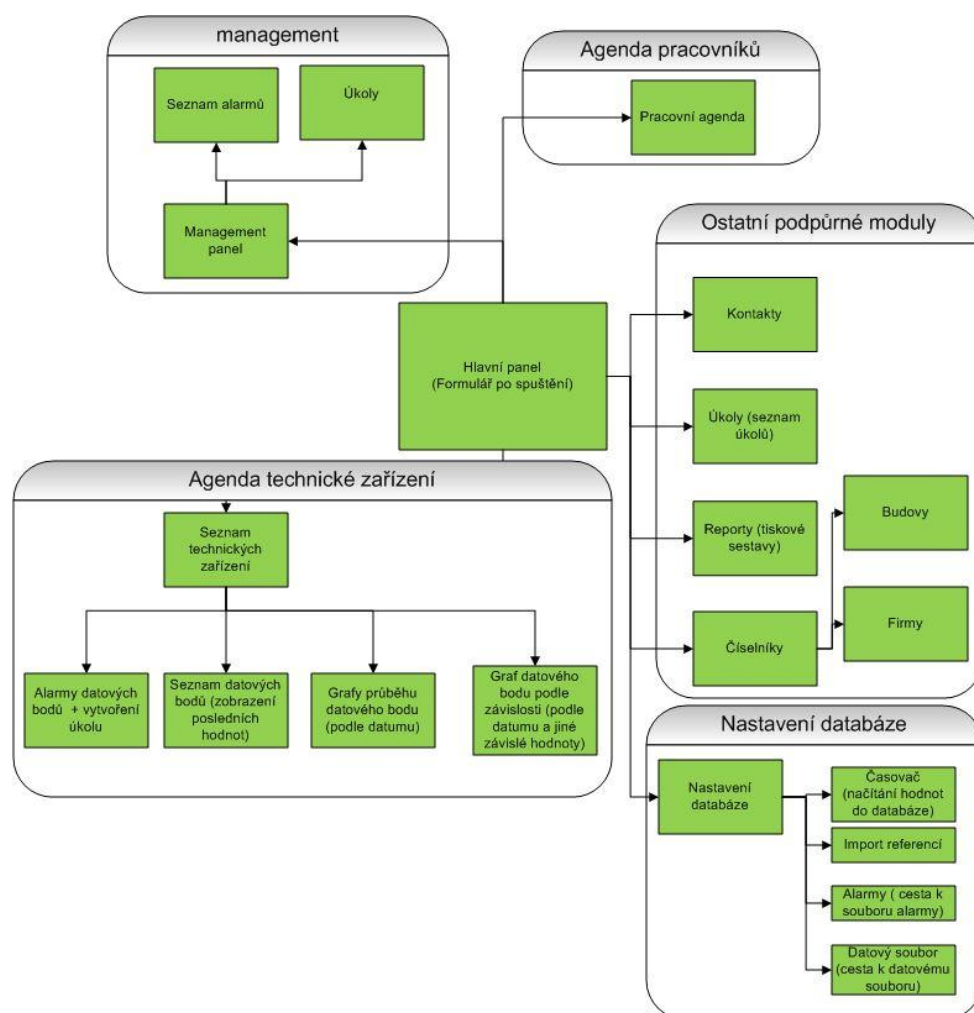 management
Seznam alarmů
Úkoly
Management
panel
Agenda pracovníků
Pracovní agenda
Hlavní panel
(Formulář po spuštění)
Ostatní podpůrné moduly
Kontakty
Úkoly (seznam
úkolů)
Reporty (tiskové
sestavy)
Číselníky
Budovy
Firmy
Agenda technické zařízení
Seznam
technických
zařízení
Alarmy datových
bodů + vytvoření
úkolu
Seznam datových
bodů (zobrazení
posledních
hodnot)
Grafy průběhu
datového bodu
(podle datumu)
Graf datového
bodu podle
závislosti (podle
datumu a jiné
závislé hodnoty)
Nastavení databáze
Nastavení
databáze
Časovač
(načítání hodnot
do databáze)
Import referencí
Alarmy ( cesta k
souboru alarmy)
Datový soubor
(cesta k datovému
souboru)